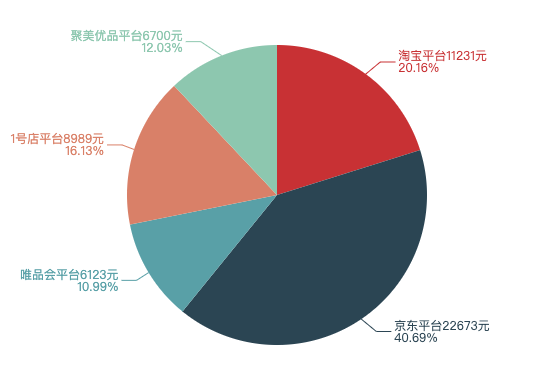 聚美优品平台6700元
12.03%
淘宝平台11231元
20.16%
1号店平台8989元
16.13%
唯品会平台6123元
10.99%
京东平台22673元
40.69%